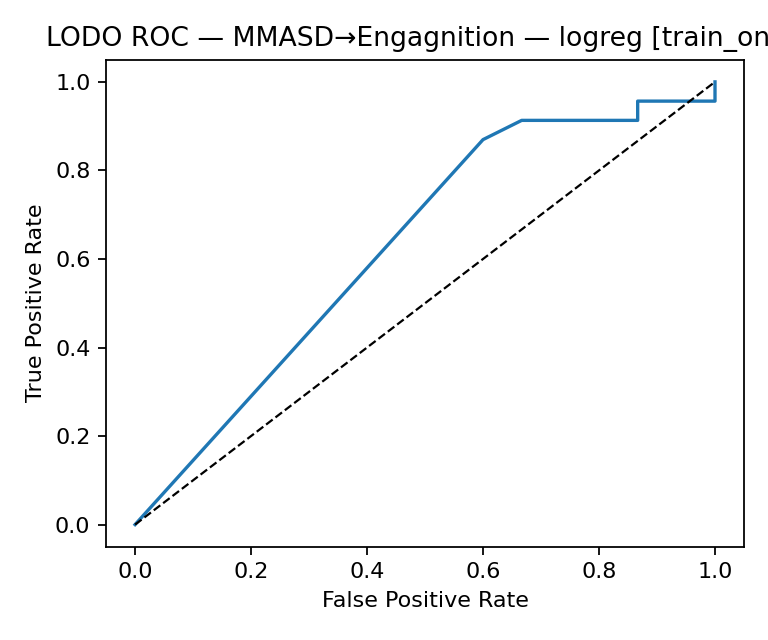 LODO ROC — MMASD→Engagnition — logreg [train_on
1.0
0.8
0.6
0.4
0.2
0.0
True Positive Rate
0.0 0.2 0.4 0.6 0.8 1.0
False Positive Rate